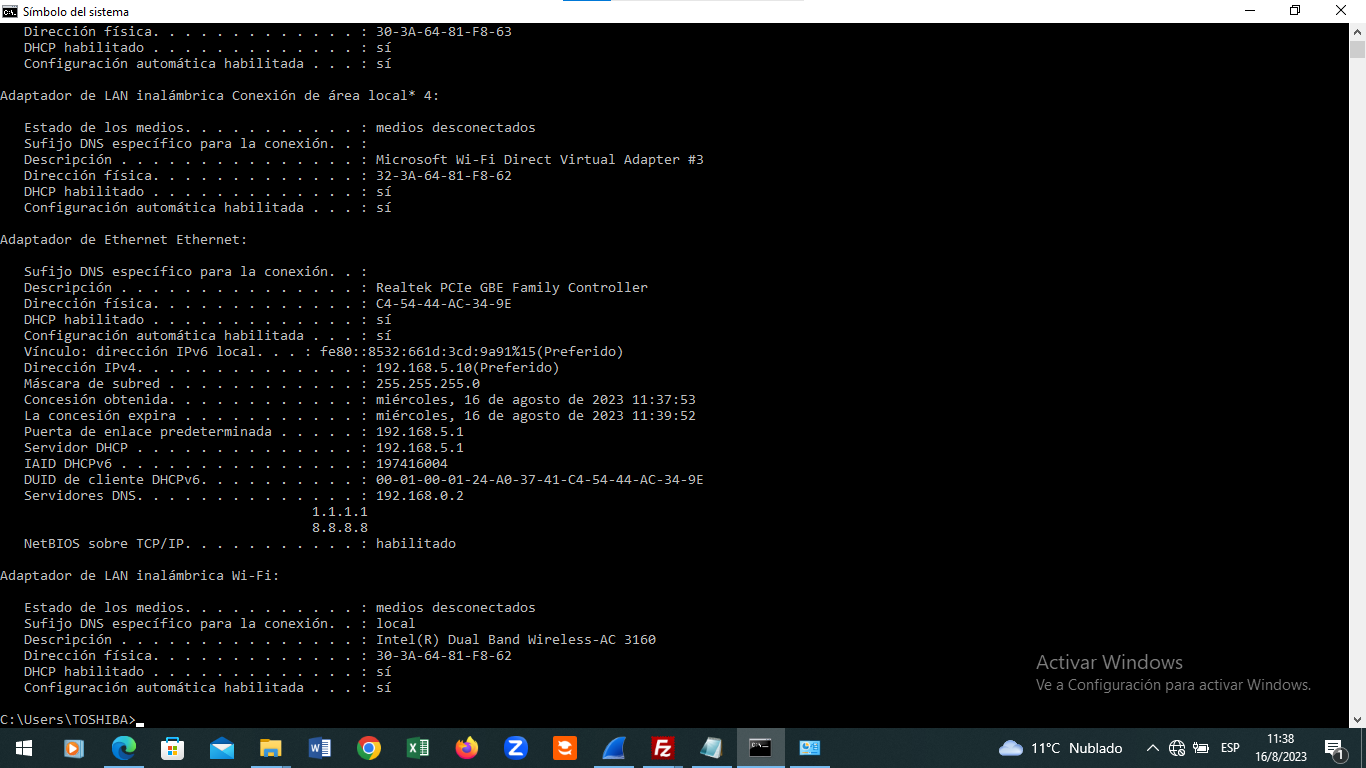 Símbolo del sistema
Dirección física. . . . . . . . . . . . . : 30-3A-64-81-F8-63
DHCP habilitado . . . . . . . . . . . . . : sí
Configuración automática habilitada . . . : sí
Adaptador de LAN inalámbrica Conexión de área local* 4:
Estado de los medios. . . . . . . . . . . : medios desconectados
Sufijo DNS específico para la conexión. . :
Descripción . . . . . . . . . . . . . . . : Microsoft Wi-Fi Direct Virtual Adapter #3
Dirección física. . . . . . . . . . . . . : 32-3A-64-81-F8-62
DHCP habilitado . . . . . . . . . . . . . : sí
Configuración automática habilitada . . . : sí
Adaptador de Ethernet Ethernet:
Sufijo DNS específico para la conexión. . :
Descripción . . . . . . . . . . . . . . . : Realtek PCIe GBE Family Controller
Dirección física. . . . . . . . . . . . . : C4-54-44-AC-34-9E
DHCP habilitado . . . . . . . . . . . . . : sí
Configuración automática habilitada . . . : sí
Vínculo: dirección IPv6 local. . . : fe80::8532:661d:3cd:9a91%15(Preferido)
Dirección IPv4. . . . . . . . . . . . . . : 192.168.5.10(Preferido)
Máscara de subred . . . . . . . . . . . . : 255.255.255.0
Concesión obtenida. . . . . . . . . . . . : miércoles, 16 de agosto de 2023 11:37:53
La concesión expira . . . . . . . . . . . : miércoles, 16 de agosto de 2023 11:39:52
Puerta de enlace predeterminada . . . . . : 192.168.5.1
Servidor DHCP . . . . . . . . . . . . . . : 192.168.5.1
IAID DHCPv6 . . . . . . . . . . . . . . . : 197416004
DUID de cliente DHCPv6. . . . . . . . . . : 00-01-00-01-24-A0-37-41-C4-54-44-AC-34-9E
Servidores DNS. . . . . . . . . . . . . . : 192.168.0.2
1.1.1.1
8.8.8.8
NetBIOS sobre TCP/IP. . . . . . . . . . . : habilitado
Adaptador de LAN inalámbrica Wi-Fi:
Estado de los medios. . . . . . . . . . . : medios desconectados
Sufijo DNS específico para la conexión. . : local
Descripción . . . . . . . . . . . . . . . : Intel(R) Dual Band Wireless-AC 3160
Dirección física. . . . . . . . . . . . . : 30-3A-64-81-F8-62
DHCP habilitado . . . . . . . . . . . . . : sí
Configuración automática habilitada . . . : sí
Activar Windows
Ve a Configuración para activar Windows.
C:\Users\TOSHIBA>
11°C Nublado
ESP
11:38
16/8/2023
1